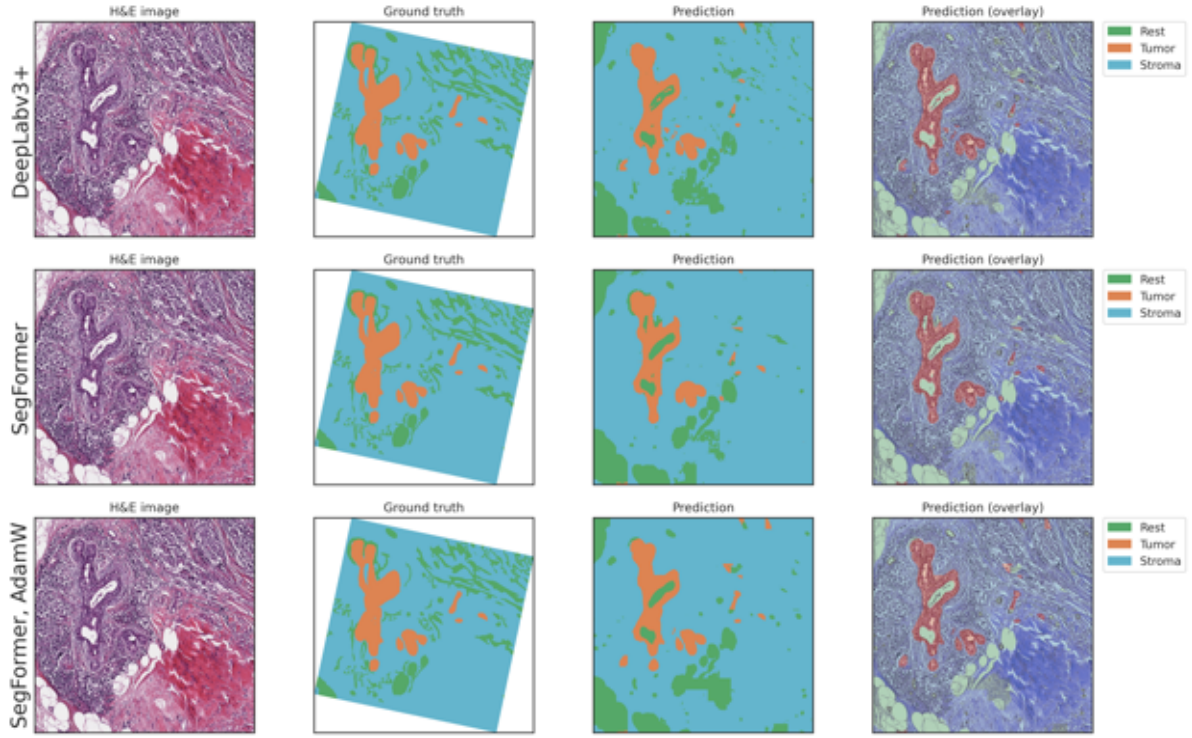 H&E image
Ground truth
Prediction
Prediction (overlay)
DeepLabv3+
Rest
Tumor
Stroma
H&E image
Ground truth
Prediction
Prediction (overlay)
SegFormer
Rest
Tumor
Stroma
H&E image
Ground truth
Prediction
Prediction (overlay)
SegFormer, AdamW
Rest
Tumor
Stroma